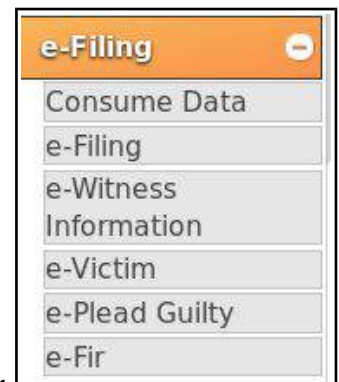 e-Filing
Consume Data
e-Filing
e-Witness
Information
e-Victim
e-Plead Guilty
e-Fir